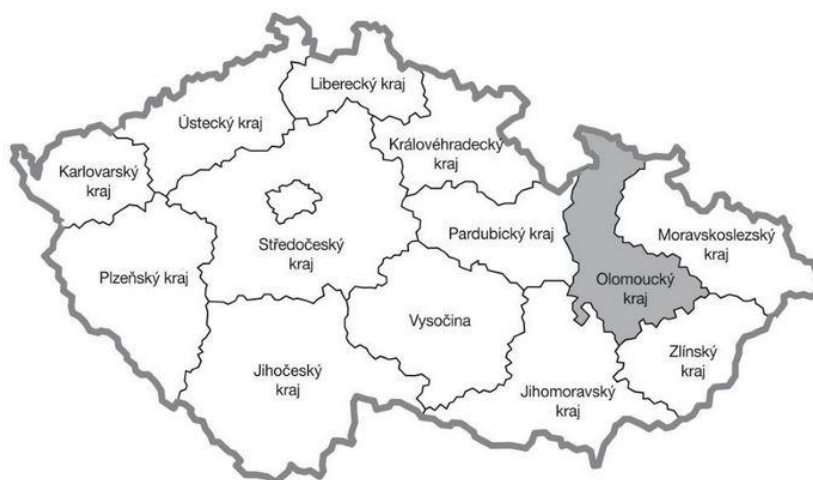 Liberecký kraj
Ústecký kraj
Královéhradecký
kraj
Karlovarský
kraj
Středočeský
kraj
Pardubický kraj
Moravskoslezský
kraj
Plzeňský kraj
Olomoucký
kraj
Vysočina
Zlínský
kraj
Jihočeský
kraj
Jihomoravský
kraj